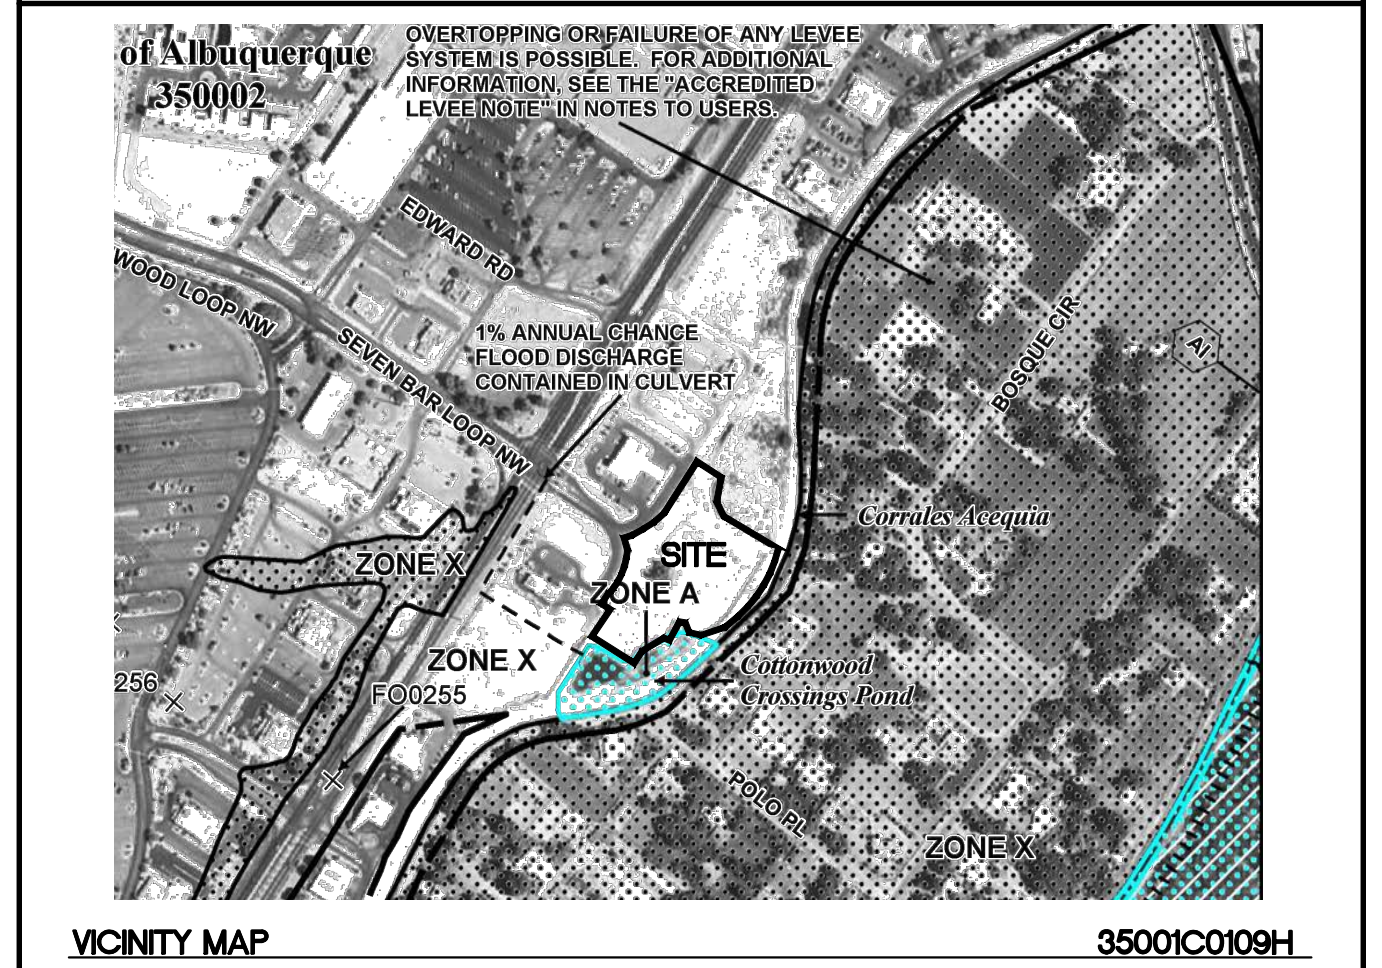 OVERTOPPING OR FAILURE OF ANY LEVEE
SYSTEM IS POSSIBLE. FOR ADDITIONAL
INFORMATION, SEE THE "ACCREDITED
LEVEE NOTE" IN NOTES TO USERS.
of Albuquerque
350002
EDWARD RD
WOOD LOOP NW
SEVEN BAR LOOP NW
1% ANNUAL CHANCE
FLOOD DISCHARGE
CONTAINED IN CULVERT
BOSQUE CIR
AI
Corrales Acequia
ZONE X
SITE
ZONE A
ZONE X
Cottonwood
Crossings Pond
256
FO0255
POLO PL
ZONE X
VICINITY MAP
35001C0109H